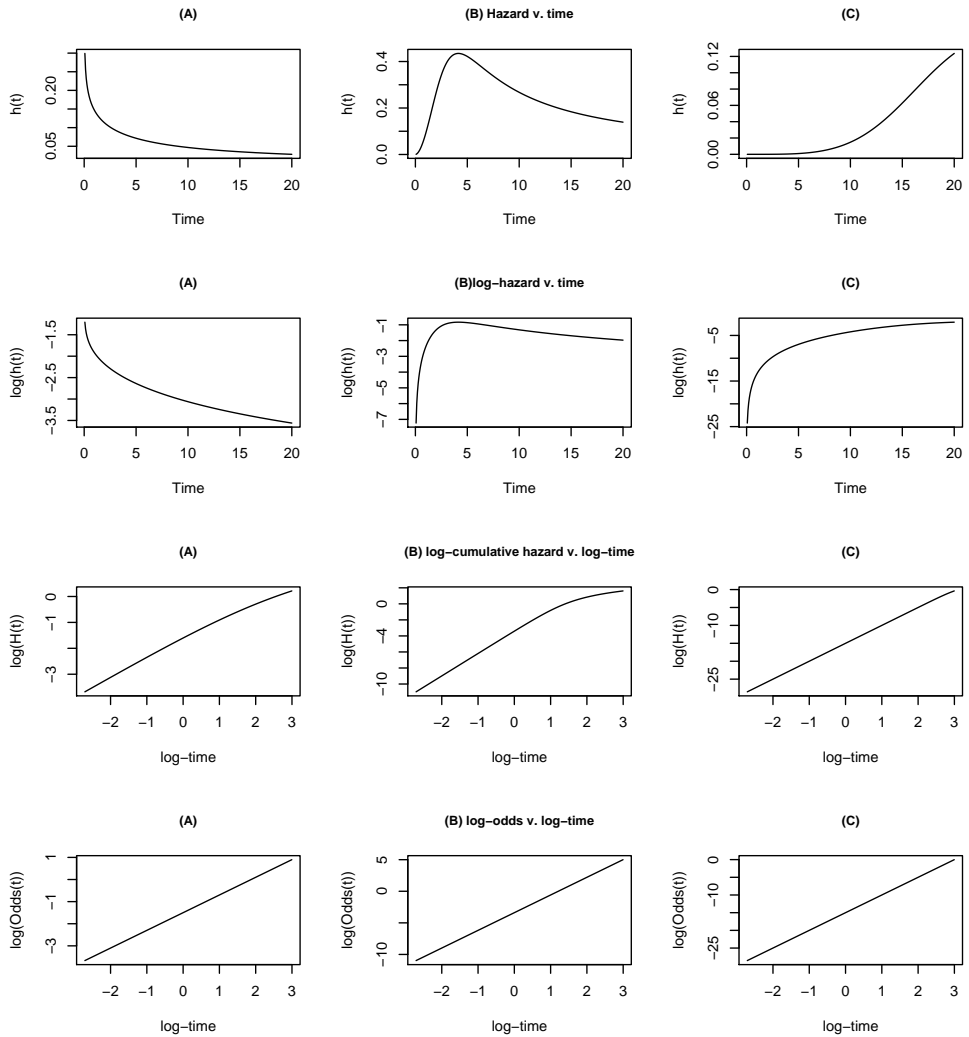 (A)
h(t)
0.05 0.20
0 5 10 15 20
Time
(B) Hazard v. time
h(t)
0.0 0.2 0.4
0 5 10 15 20
Time
(C)
h(t)
0.00 0.06 0.12
0 5 10 15 20
Time
(A)
log(h(t))
−3.5 −2.5 −1.5
0 5 10 15 20
Time
(B)log−hazard v. time
log(h(t))
−7 −5 −3 −1
0 5 10 15 20
Time
(C)
log(h(t))
−25 −15 −5
0 5 10 15 20
Time
(A)
log(H(t))
−3 −1 0
−2 −1 0 1 2 3
log−time
(B) log−cumulative hazard v. log−time
log(H(t))
−10 −4 0
−2 −1 0 1 2 3
log−time
(C)
log(H(t))
−25 −10 0
−2 −1 0 1 2 3
log−time
(A)
log(Odds(t))
−3 −1 1
−2 −1 0 1 2 3
log−time
(B) log−odds v. log−time
log(Odds(t))
−10 0 5
−2 −1 0 1 2 3
log−time
(C)
log(Odds(t))
−25 −10 0
−2 −1 0 1 2 3
log−time